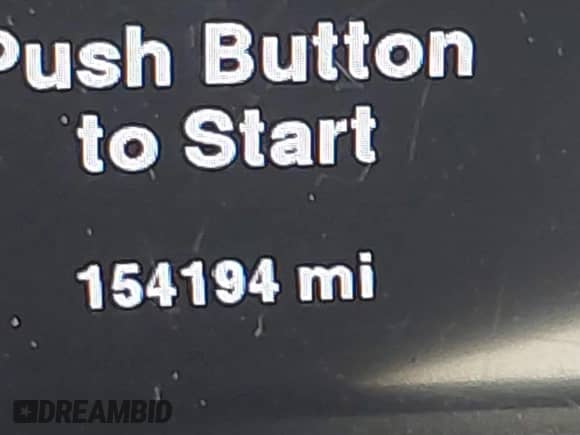 Push Button
to Start
154194 mi
DREAMBID